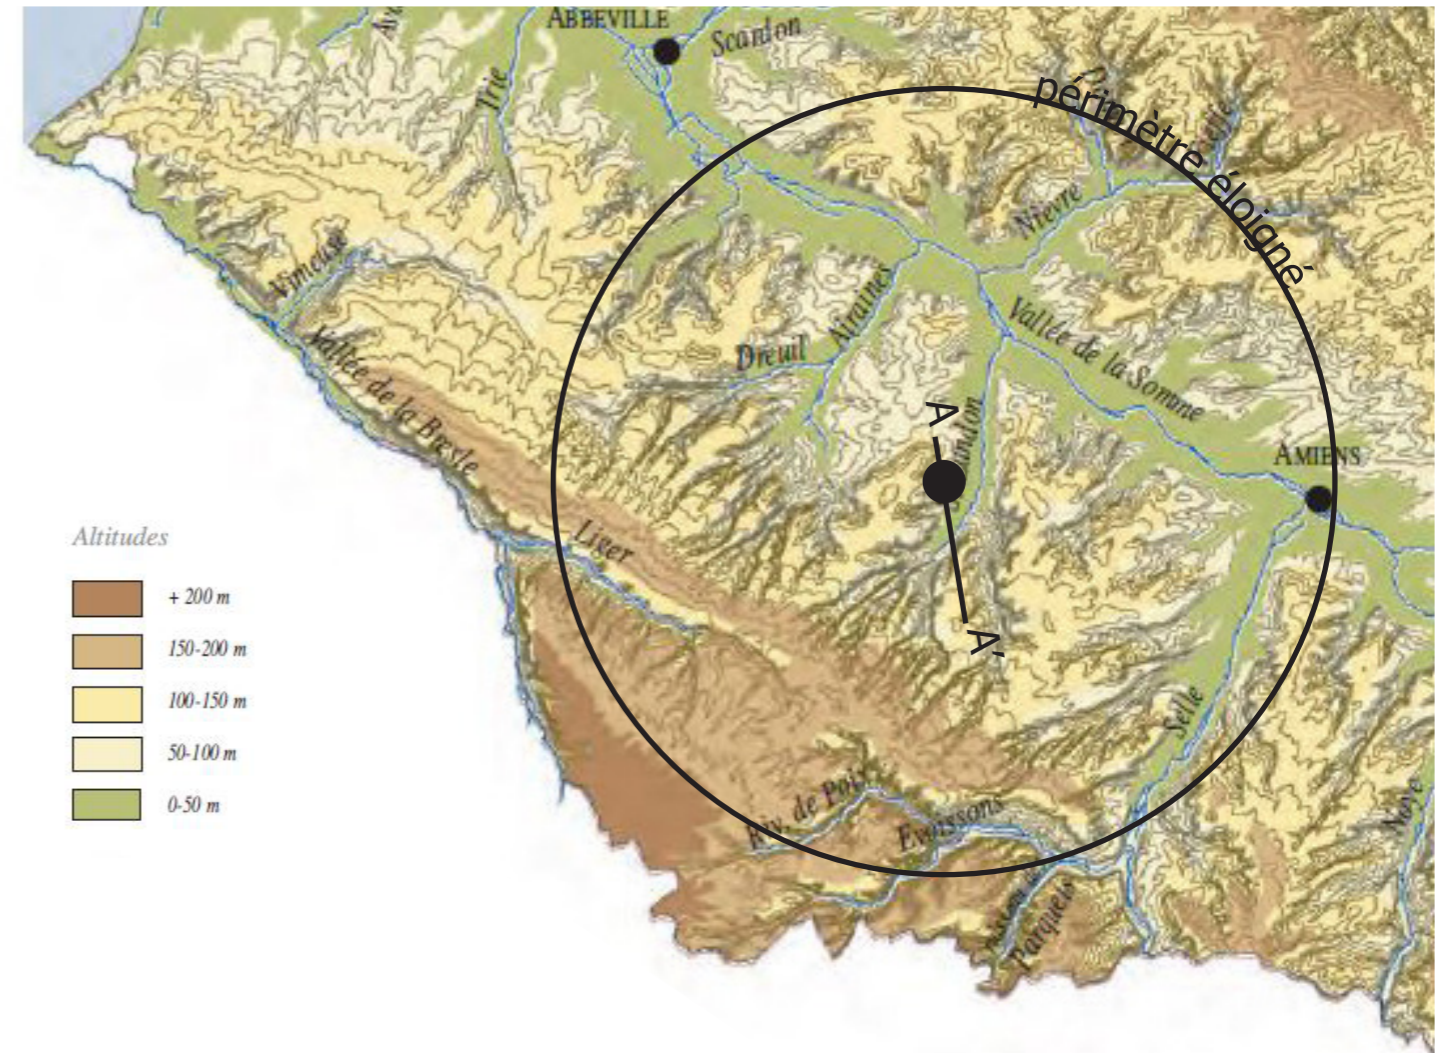 ABBEVILLE
Scardon
Trie
périmètre éloigné
Nièvre
Vimeuse
Airaines
Vallée de la Somme
Dreuil
Vallée de la Bresle
A
AMIENS
Liger
Altitudes
+ 200 m
150-200 m
100-150 m
50-100 m
0-50 m
A'
Selle
Riv. de Poix
Evoissons
Noye
Parquets